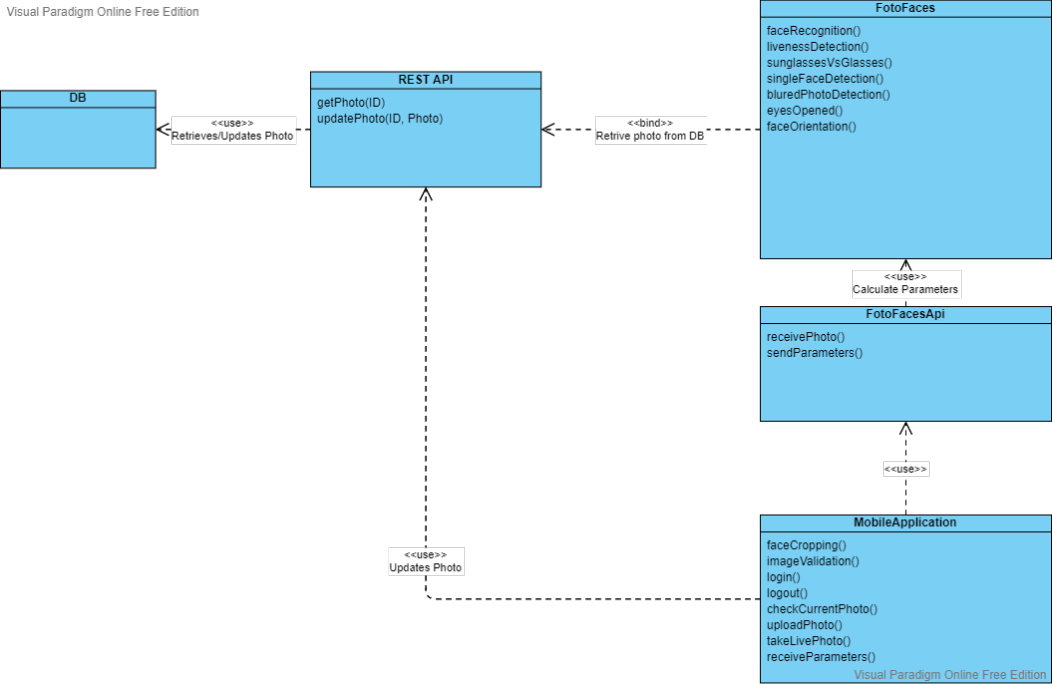 Visual Paradigm Online Free Edition
FotoFaces
faceRecognition()
livenessDetection()
sunglassesVsGlasses()
singleFaceDetection()
bluredPhotoDetection()
eyesOpened()
faceOrientation()
REST API
getPhoto(ID)
updatePhoto(ID, Photo)
DB
<<use>>
Retrieves/Updates Photo
<<bind>>
Retrive photo from DB
<<use>>
Calculate Parameters
FotoFacesApi
receivePhoto()
sendParameters()
<<use>>
MobileApplication
faceCropping()
imageValidation()
login()
logout()
checkCurrentPhoto()
uploadPhoto()
takeLivePhoto()
receiveParameters()
<<use>>
Updates Photo
Visual Paradigm Online Free Edition